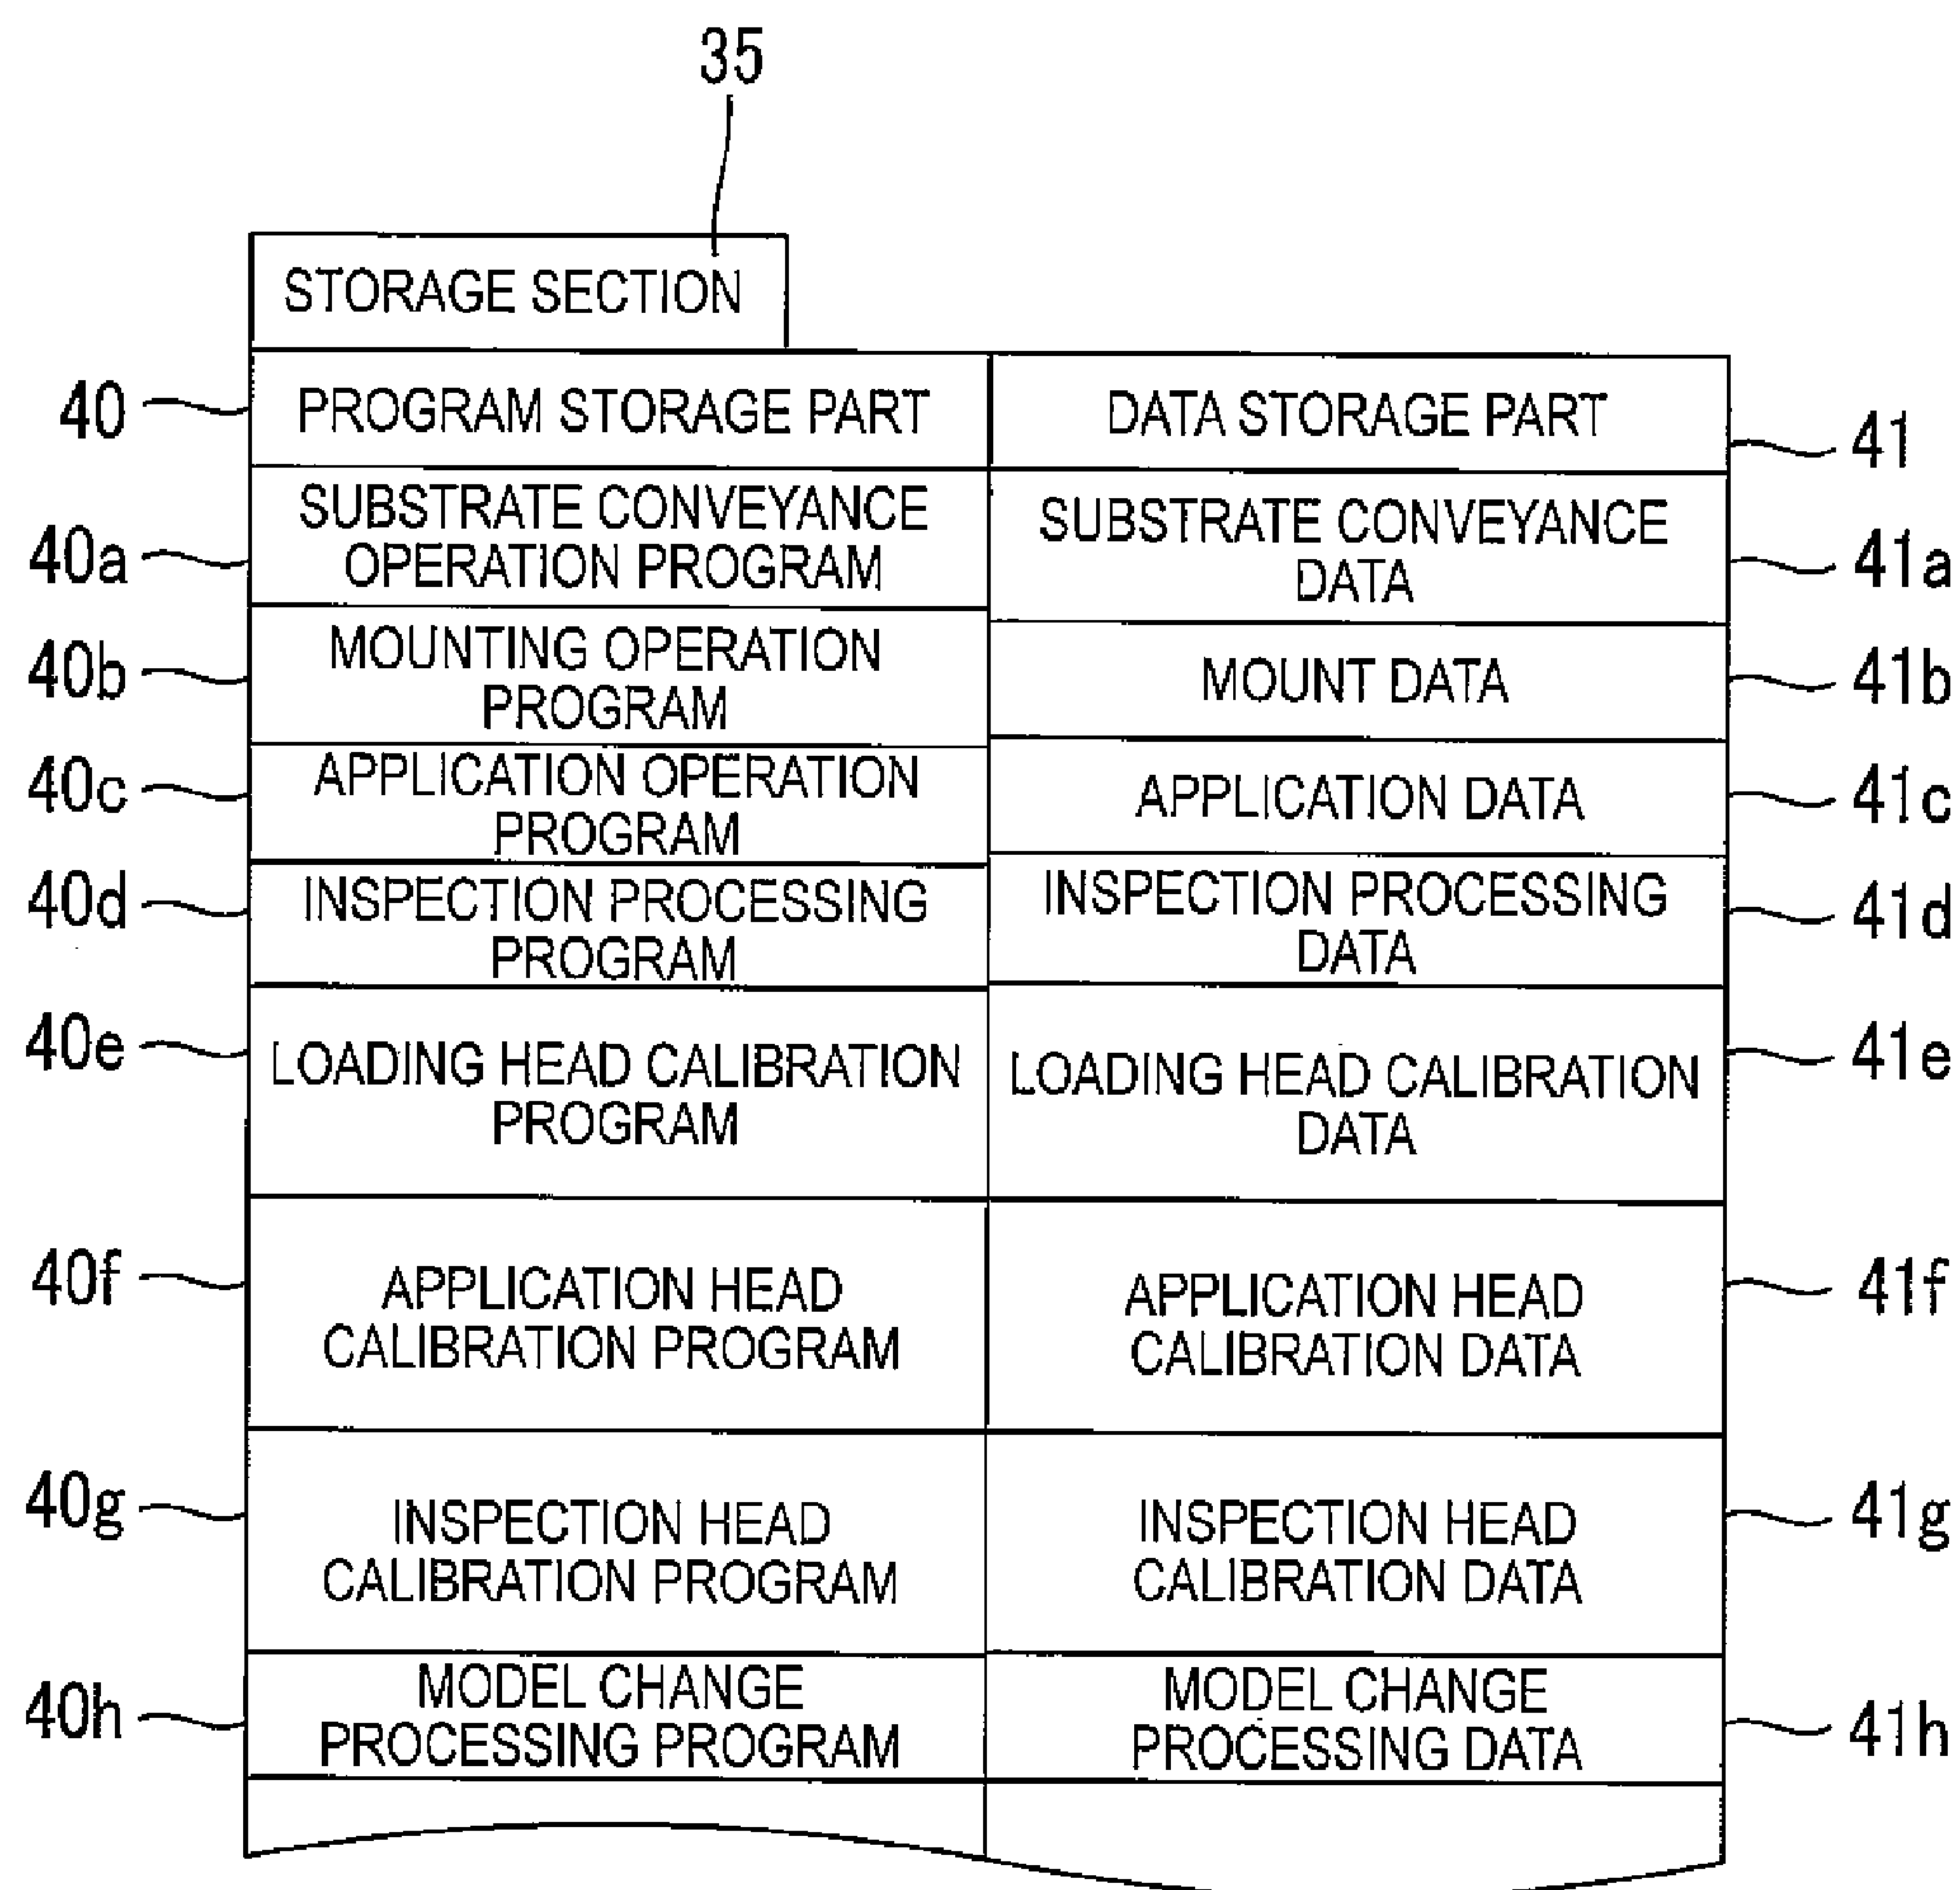 35
STORAGE SECTION
40
PROGRAM STORAGE PART
DATA STORAGE PART
41
40a
SUBSTRATE CONVEYANCE
OPERATION PROGRAM
SUBSTRATE CONVEYANCE
DATA
41a
40b
MOUNTING OPERATION
PROGRAM
MOUNT DATA
41b
40c
APPLICATION OPERATION
PROGRAM
APPLICATION DATA
41c
40d
INSPECTION PROCESSING
PROGRAM
INSPECTION PROCESSING
DATA
41d
40e
LOADING HEAD CALIBRATION
PROGRAM
LOADING HEAD CALIBRATION
DATA
41e
40f
APPLICATION HEAD
CALIBRATION PROGRAM
APPLICATION HEAD
CALIBRATION DATA
41f
40g
INSPECTION HEAD
CALIBRATION PROGRAM
INSPECTION HEAD
CALIBRATION DATA
41g
40h
MODEL CHANGE
PROCESSING PROGRAM
MODEL CHANGE
PROCESSING DATA
41h